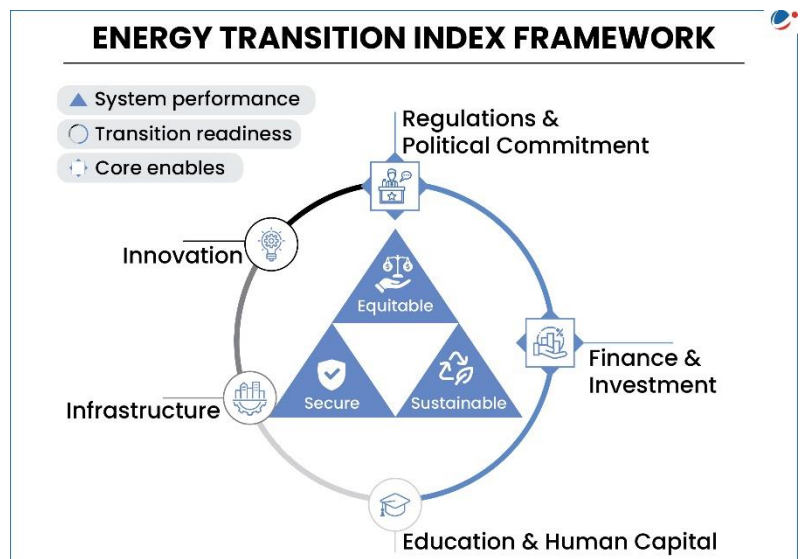 ENERGY TRANSITION INDEX FRAMEWORK
System performance
Transition readiness
Core enables
Regulations &
Political Commitment
Innovation
Equitable
Finance &
Investment
Infrastructure
Secure
Sustainable
Education & Human Capital